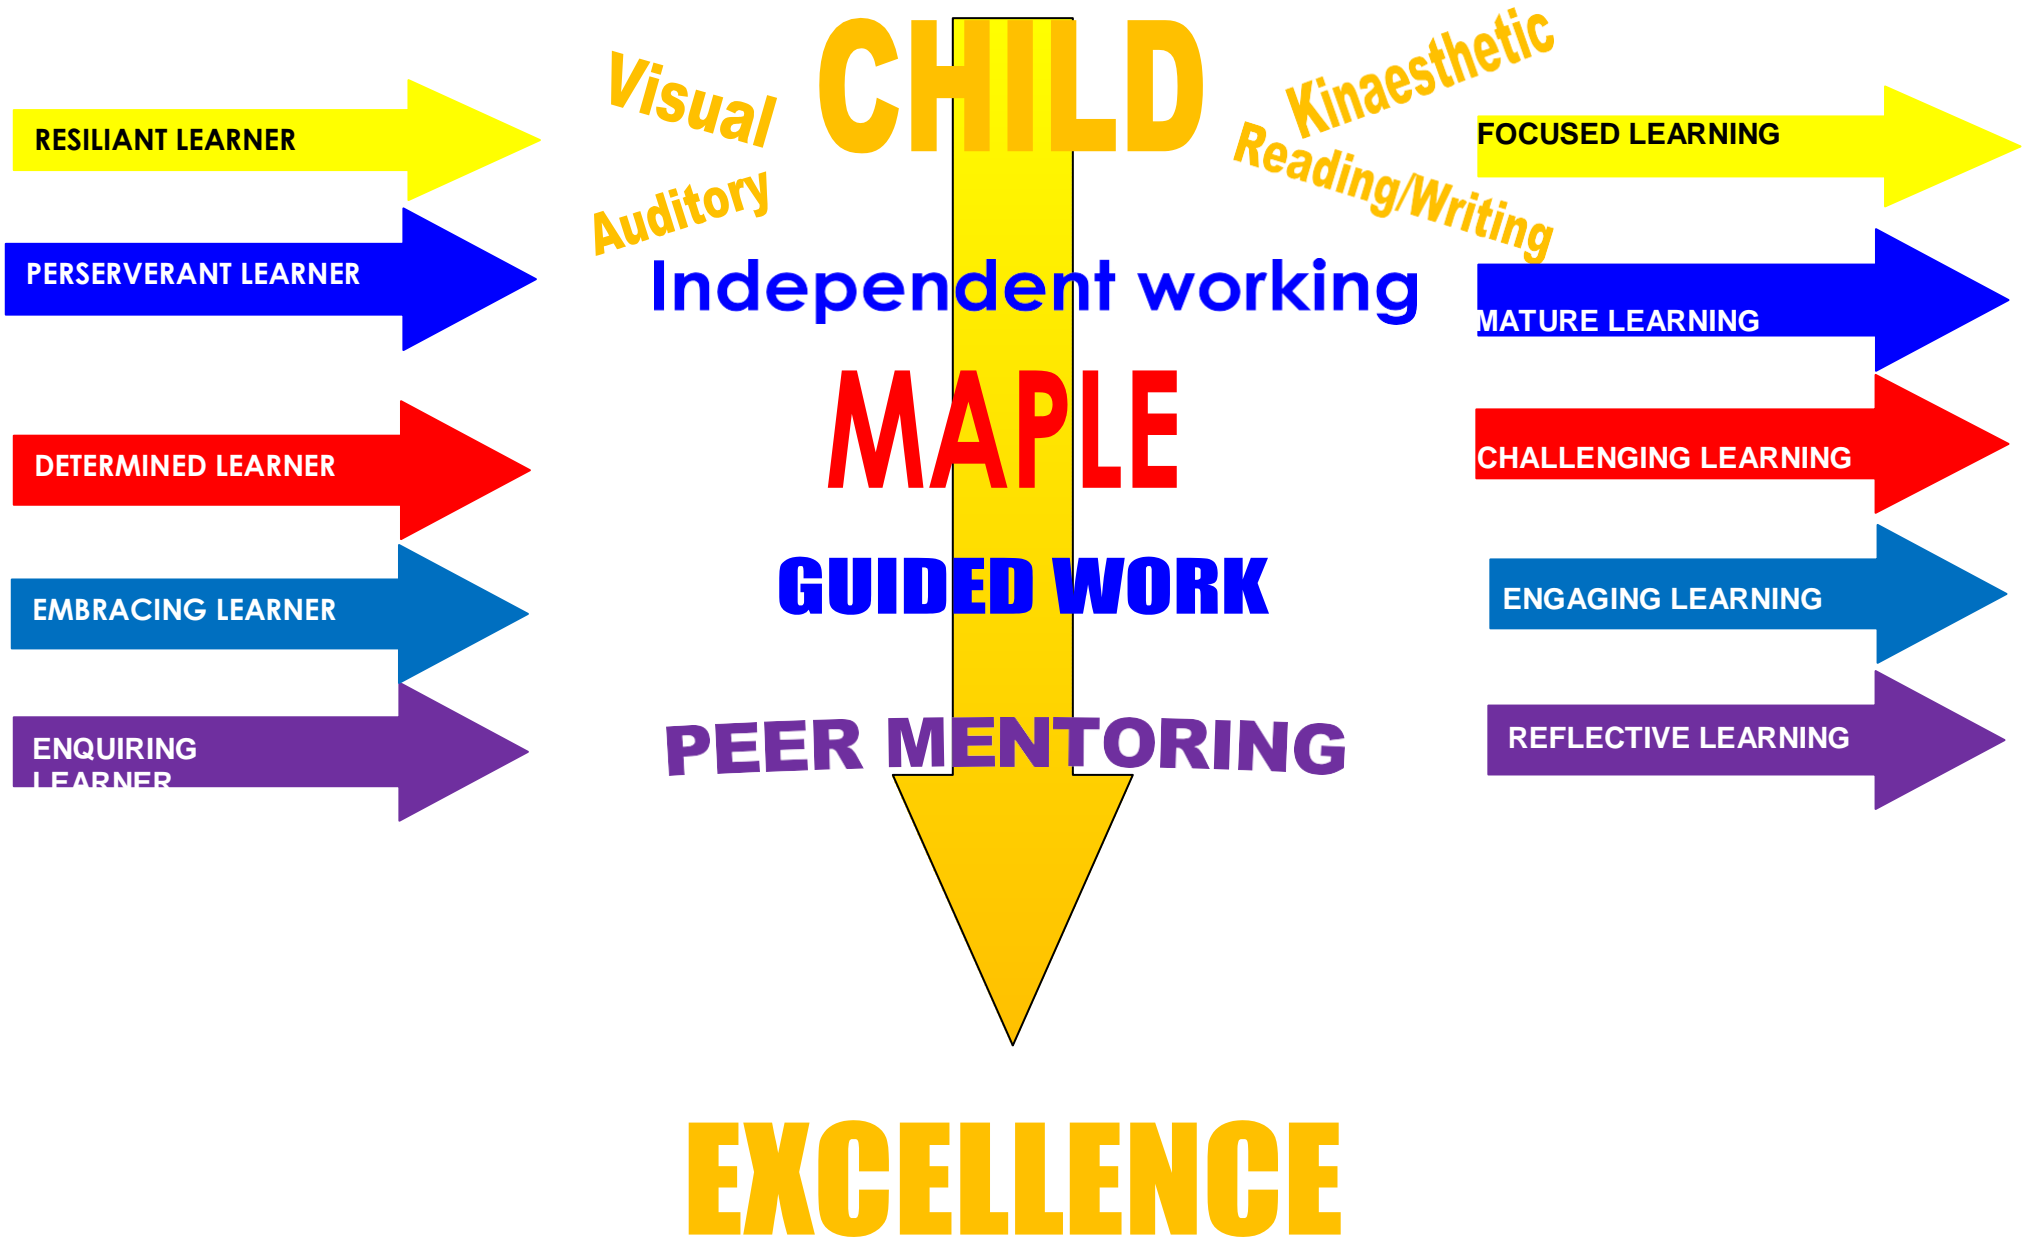 CHILD
Visual
Auditory
Kinaesthetic
Reading/Writing
RESILIANT LEARNER
PERSERVERANT LEARNER
DETERMINED LEARNER
EMBRACING LEARNER
ENQUIRING
LEARNER
Independent working
MAPLE
GUIDED WORK
PEER MENTORING
FOCUSED LEARNING
MATURE LEARNING
CHALLENGING LEARNING
ENGAGING LEARNING
REFLECTIVE LEARNING
EXCELLENCE